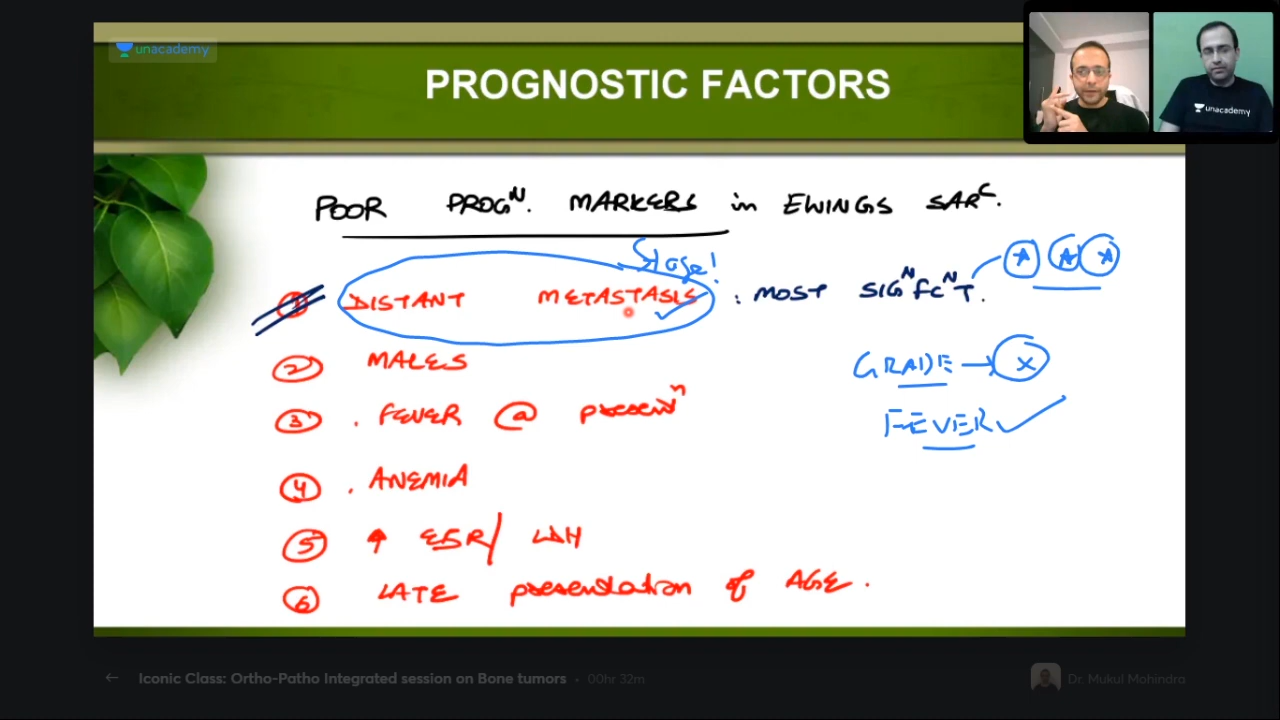 unacademy
PROGNOSTIC FACTORS
unacademy
POOR PROGᴺ. MARKERS in EWINGS SARᶜ.
① DISTANT METASTASIS : MOST SIGᴺFCᴺT.
② MALES
GRADE → X
③ . FEVER @ presentⁿ
FEVER ✓
④ . ANEMIA
⑤ ↑ ESR/ LDH
⑥ LATE presentation of AGE.
← Iconic Class: Ortho-Patho Integrated session on Bone tumors • 00hr 32m
Dr. Mukul Mohindra